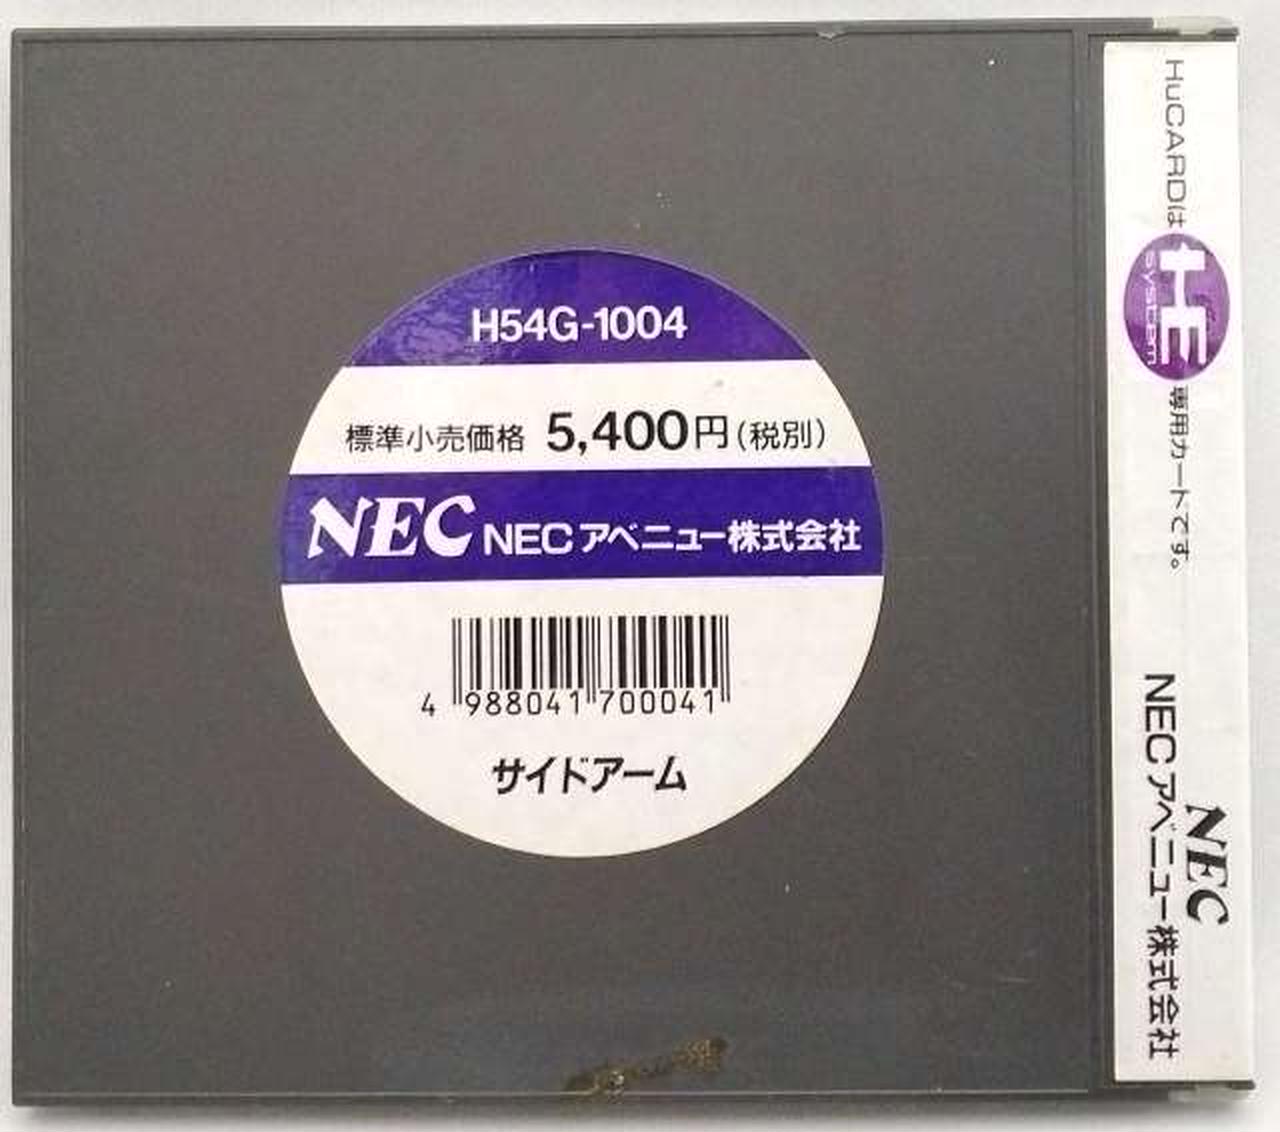 H54G-1004
標準小売価格 5,400円(税別)
NEC NECアベニュー株式会社
4 988041 700041
サイドアーム
HuCARDは HE SYSTEM 専用カードです。
NEC
NECアベニュー株式会社